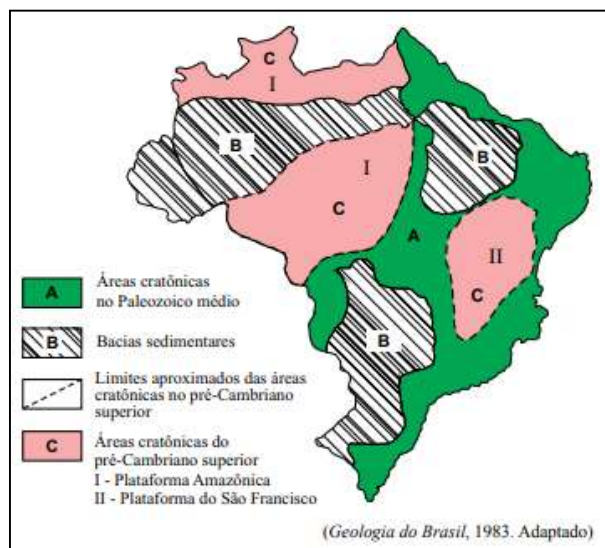 C
I
B
B
I
C
A
II
C
B
A Áreas cratônicas
no Paleozoico médio
B Bacias sedimentares
Limites aproximados das áreas
cratônicas no pré-Cambriano
superior
C Áreas cratônicas do
pré-Cambriano superior
I - Plataforma Amazônica
II - Plataforma do São Francisco
(Geologia do Brasil, 1983. Adaptado)